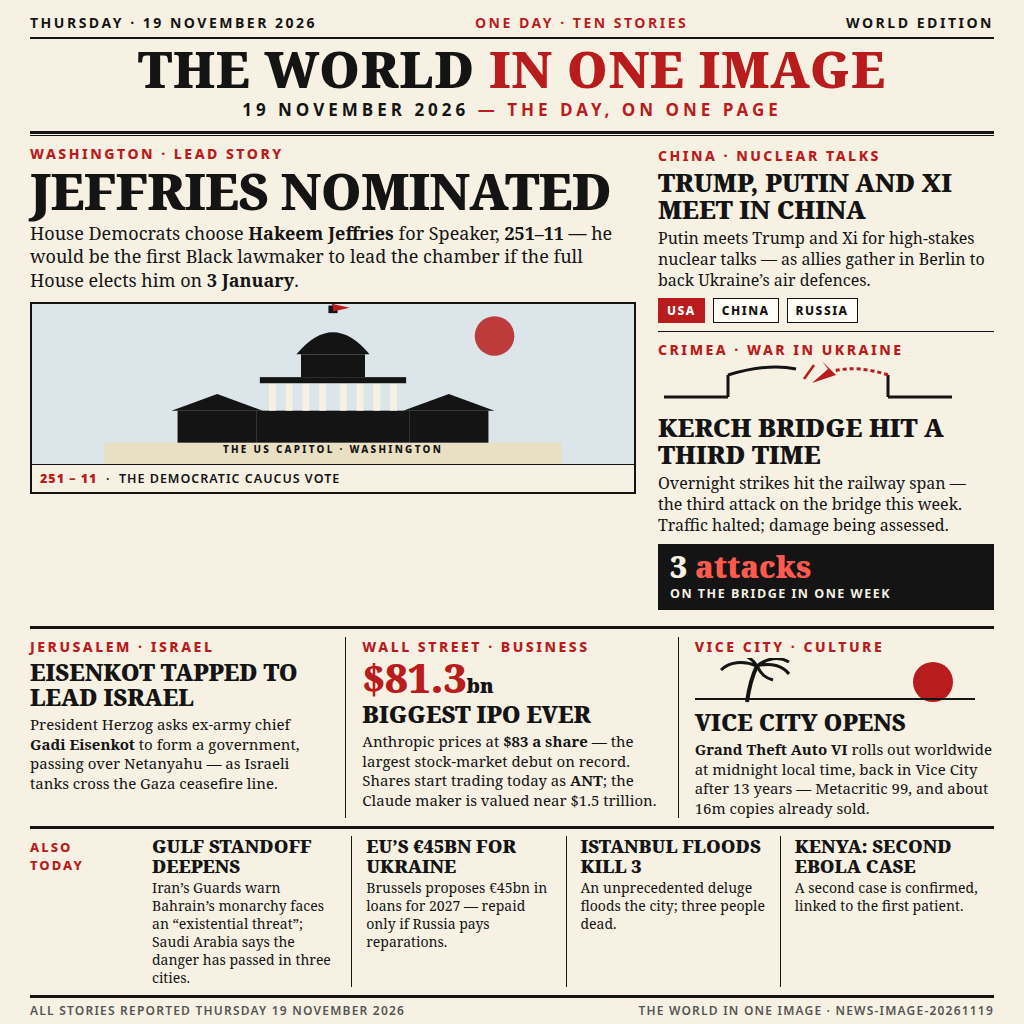 THURSDAY · 19 NOVEMBER 2026
ONE DAY · TEN STORIES
WORLD EDITION
THE WORLD IN ONE IMAGE
19 NOVEMBER 2026 — THE DAY, ON ONE PAGE
WASHINGTON · LEAD STORY
JEFFRIES NOMINATED
House Democrats choose Hakeem Jeffries for Speaker, 251–11 — he
would be the first Black lawmaker to lead the chamber if the full
House elects him on 3 January.
THE US CAPITOL · WASHINGTON
251 – 11 · THE DEMOCRATIC CAUCUS VOTE
CHINA · NUCLEAR TALKS
TRUMP, PUTIN AND XI
MEET IN CHINA
Putin meets Trump and Xi for high-stakes
nuclear talks — as allies gather in Berlin to
back Ukraine’s air defences.
USA
CHINA
RUSSIA
CRIMEA · WAR IN UKRAINE
KERCH BRIDGE HIT A
THIRD TIME
Overnight strikes hit the railway span —
the third attack on the bridge this week.
Traffic halted; damage being assessed.
3 attacks
ON THE BRIDGE IN ONE WEEK
JERUSALEM · ISRAEL
EISENKOT TAPPED TO
LEAD ISRAEL
President Herzog asks ex-army chief
Gadi Eisenkot to form a government,
passing over Netanyahu — as Israeli
tanks cross the Gaza ceasefire line.
WALL STREET · BUSINESS
$81.3bn
BIGGEST IPO EVER
Anthropic prices at $83 a share — the
largest stock-market debut on record.
Shares start trading today as ANT; the
Claude maker is valued near $1.5 trillion.
VICE CITY · CULTURE
VICE CITY OPENS
Grand Theft Auto VI rolls out worldwide
at midnight local time, back in Vice City
after 13 years — Metacritic 99, and about
16m copies already sold.
ALSO
TODAY
GULF STANDOFF
DEEPENS
Iran’s Guards warn
Bahrain’s monarchy faces
an “existential threat”;
Saudi Arabia says the
danger has passed in three
cities.
EU’S €45BN FOR
UKRAINE
Brussels proposes €45bn in
loans for 2027 — repaid
only if Russia pays
reparations.
ISTANBUL FLOODS
KILL 3
An unprecedented deluge
floods the city; three people
dead.
KENYA: SECOND
EBOLA CASE
A second case is confirmed,
linked to the first patient.
ALL STORIES REPORTED THURSDAY 19 NOVEMBER 2026
THE WORLD IN ONE IMAGE · NEWS-IMAGE-20261119